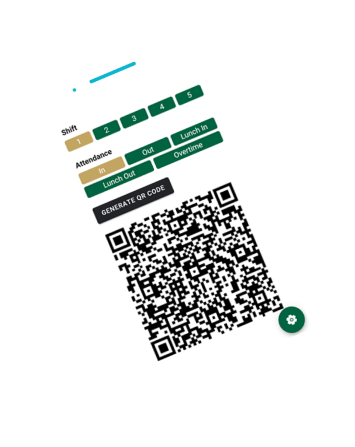 Shift
1 2 3 4 5
Attendance
In Out Lunch In
Lunch Out Overtime
GENERATE QR CODE